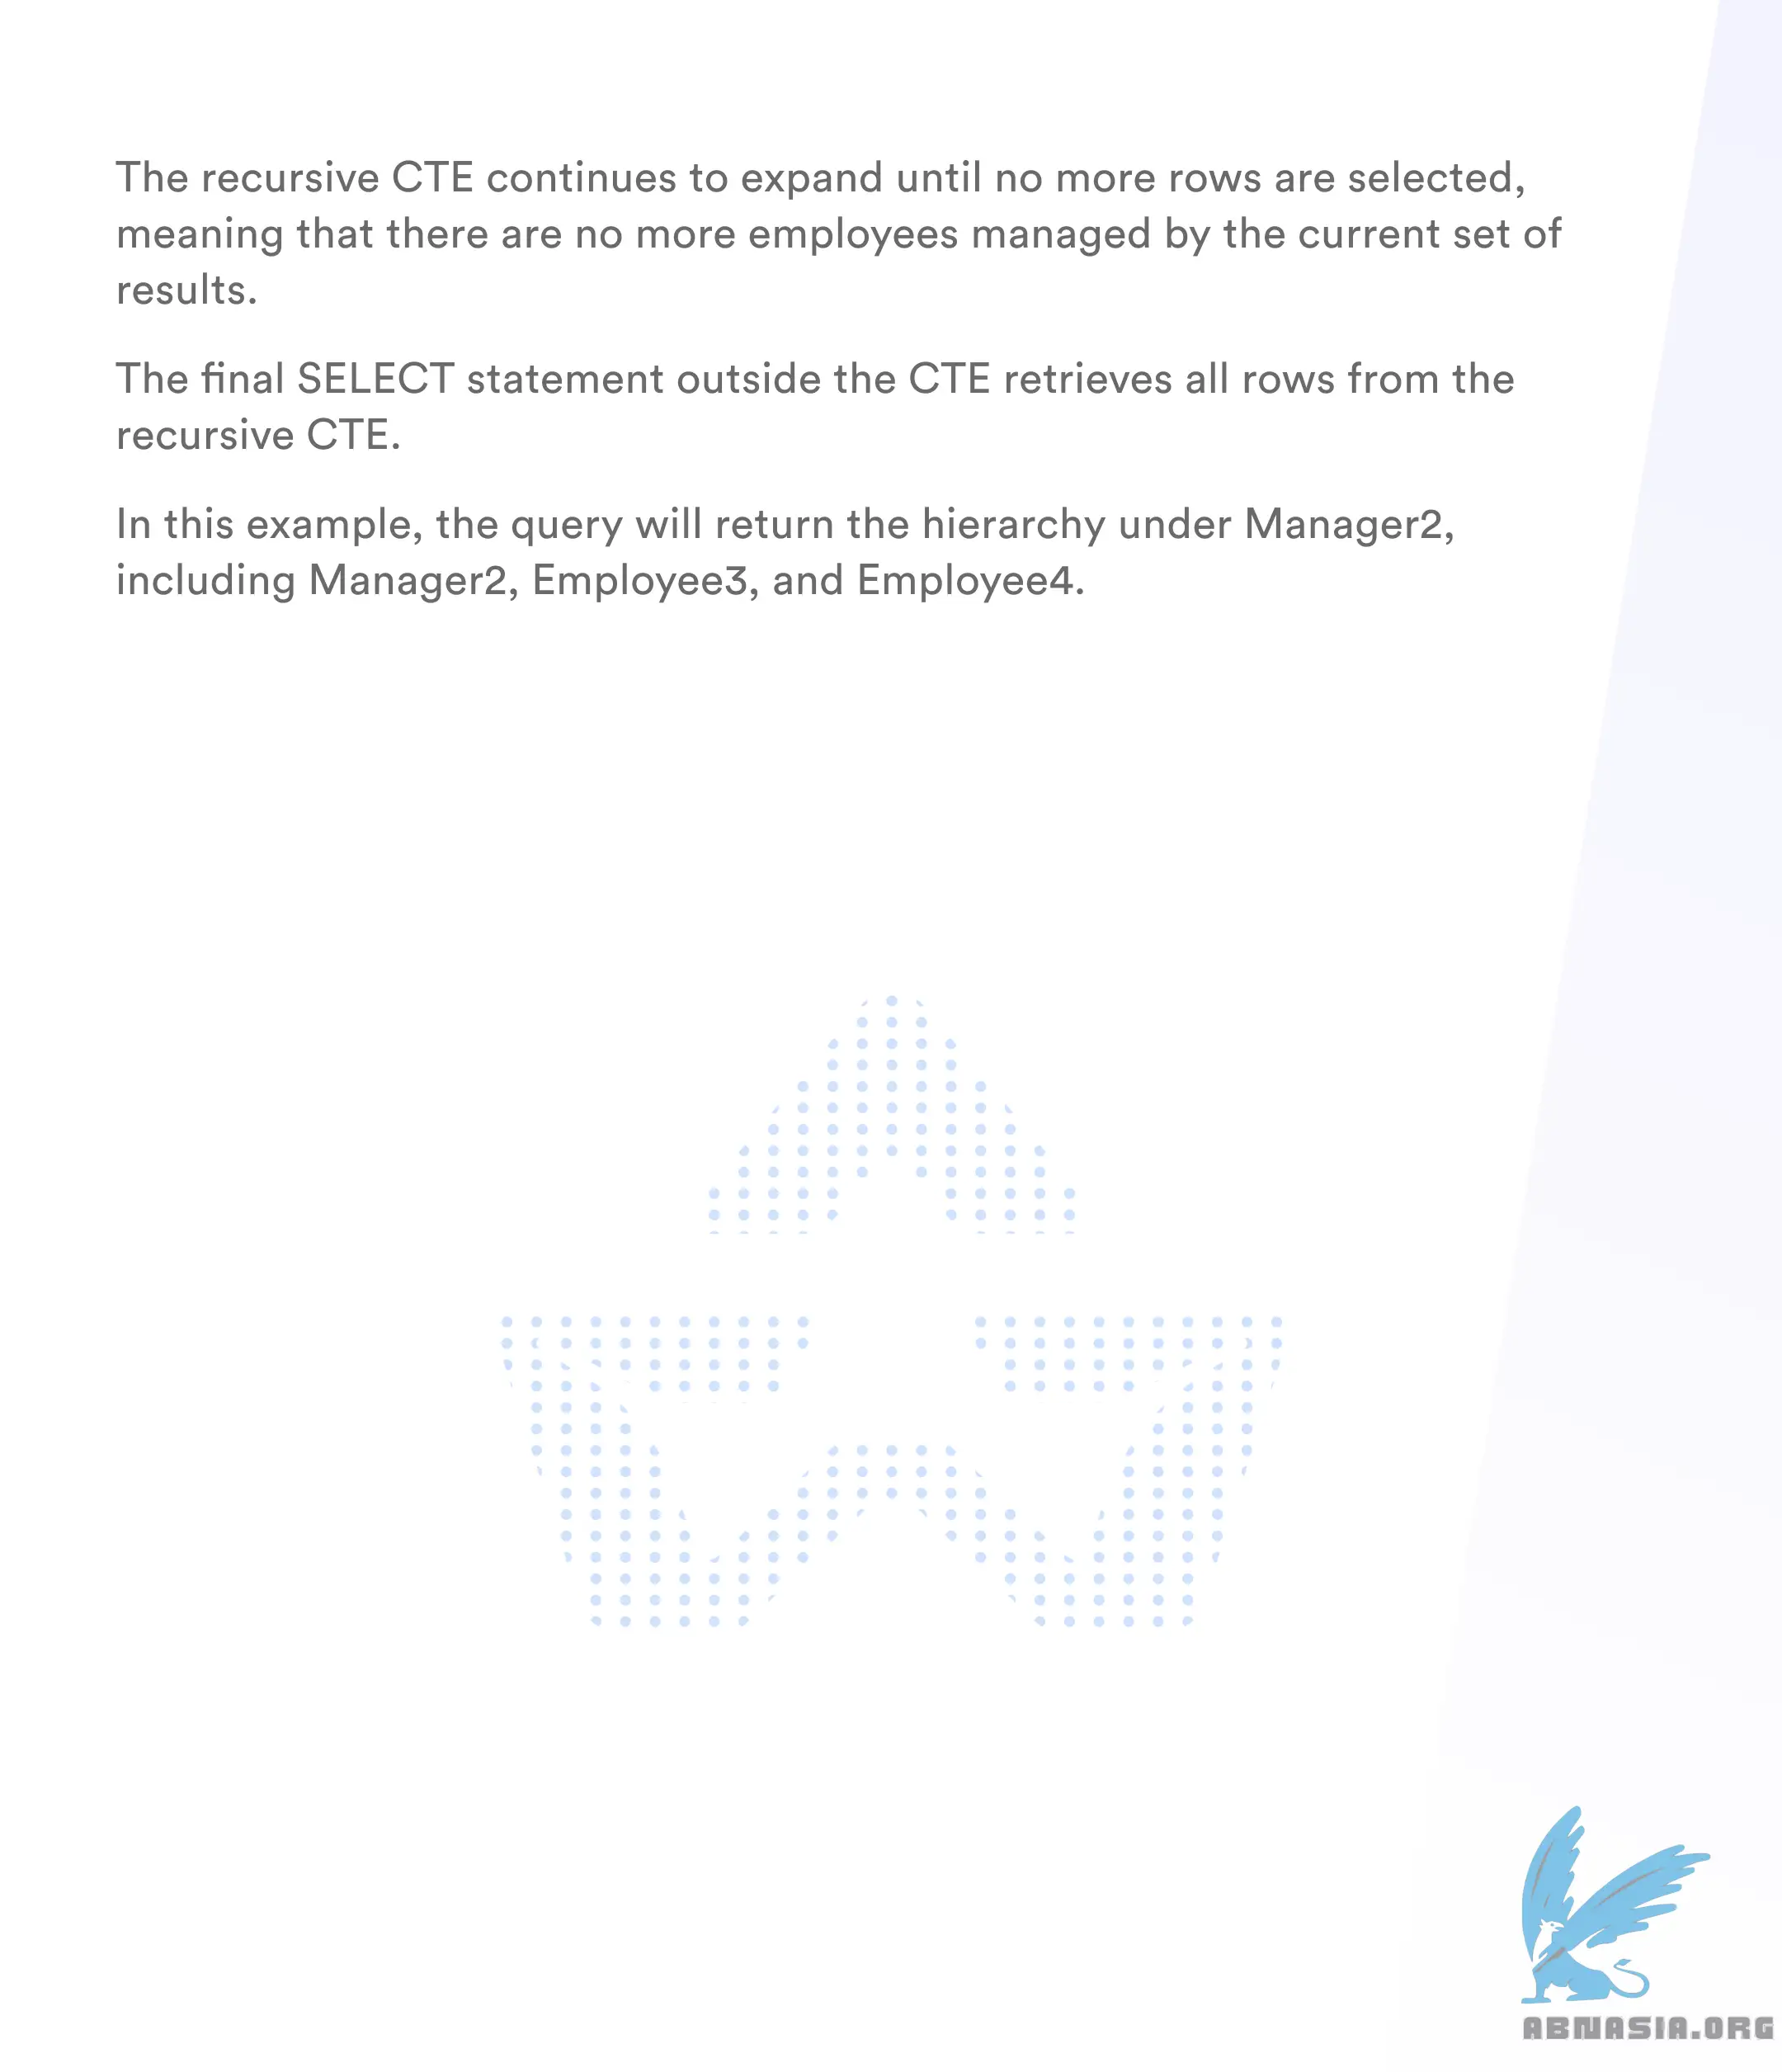 The recursive CTE continues to expand until no more rows are selected,
meaning that there are no more employees managed by the current set of
results.
The final SELECT statement outside the CTE retrieves all rows from the
recursive CTE.
In this example, the query will return the hierarchy under Manager2,
including Manager2, Employee3, and Employee4.
ABNASIA.ORG